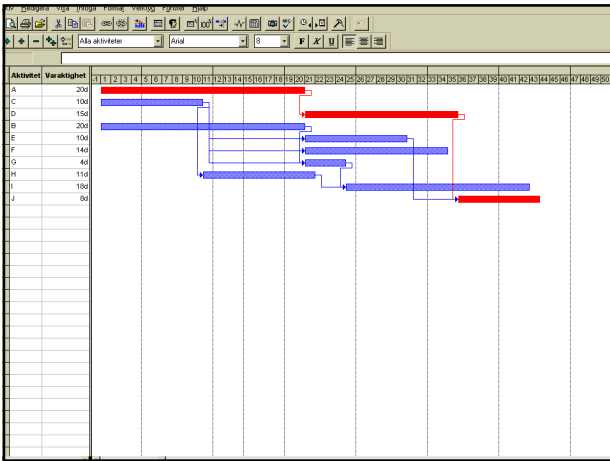 Arkiv Redigera Visa Infoga Format Verktyg Fönster Hjälp
Alla aktiviteter Arial 8 F K U
Aktivitet Varaktighet -1 1 2 3 4 5 6 7 8 9 10 11 12 13 14 15 16 17 18 19 20 21 22 23 24 25 26 27 28 29 30 31 32 33 34 35 36 37 38 39 40 41 42 43 44 45 46 47 48 49 50
A 20d
C 10d
D 15d
B 20d
E 10d
F 14d
G 4d
H 11d
I 18d
J 8d